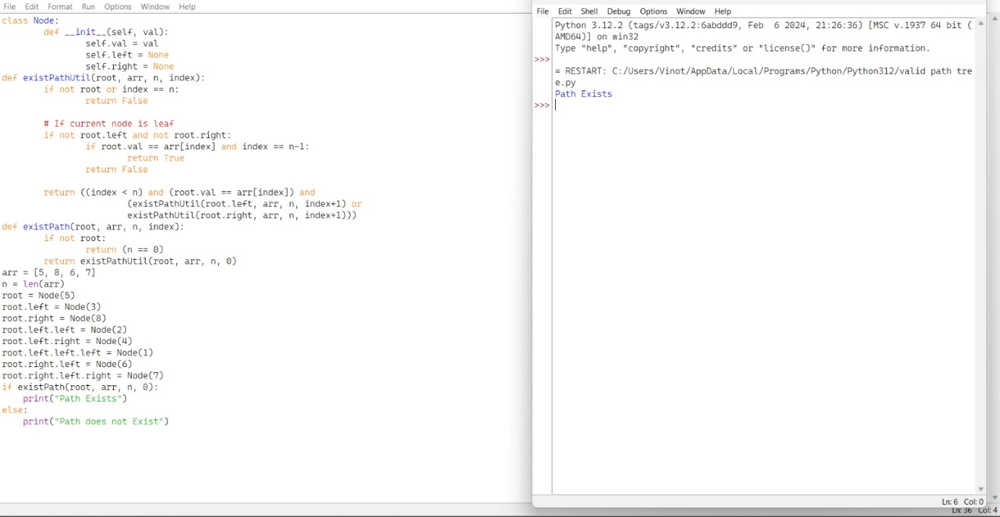 File Edit Format Run Options Window Help
class Node:
        def __init__(self, val):
                self.val = val
                self.left = None
                self.right = None
def existPathUtil(root, arr, n, index):
        if not root or index == n:
                return False

        # If current node is leaf
        if not root.left and not root.right:
                if root.val == arr[index] and index == n-1:
                        return True
                return False

        return ((index < n) and (root.val == arr[index]) and
                        (existPathUtil(root.left, arr, n, index+1) or
                        existPathUtil(root.right, arr, n, index+1)))
def existPath(root, arr, n, index):
        if not root:
                return (n == 0)
        return existPathUtil(root, arr, n, 0)
arr = [5, 8, 6, 7]
n = len(arr)
root = Node(5)
root.left = Node(3)
root.right = Node(8)
root.left.left = Node(2)
root.left.right = Node(4)
root.left.left.left = Node(1)
root.right.left = Node(6)
root.right.left.right = Node(7)
if existPath(root, arr, n, 0):
    print("Path Exists")
else:
    print("Path does not Exist")
File Edit Shell Debug Options Window Help
Python 3.12.2 (tags/v3.12.2:6abddd9, Feb  6 2024, 21:26:36) [MSC v.1937 64 bit (
AMD64)] on win32
Type "help", "copyright", "credits" or "license()" for more information.
>>>
= RESTART: C:/Users/Vinot/AppData/Local/Programs/Python/Python312/valid path tre
e.py
Path Exists
>>>
Ln: 6 Col: 0
Ln: 36 Col: 4